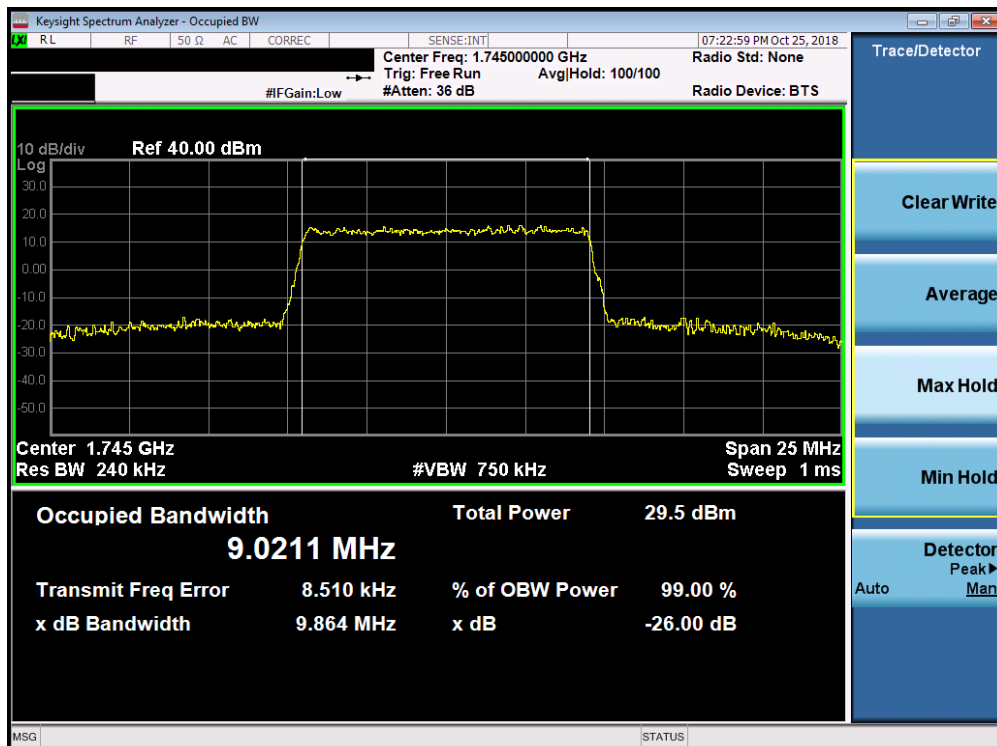 Keysight Spectrum Analyzer - Occupied BW
LXI RL RF 50 Ω AC CORREC SENSE:INT 07:22:59 PM Oct 25, 2018
Center Freq: 1.745000000 GHz Radio Std: None
Trig: Free Run Avg|Hold: 100/100
#IFGain:Low #Atten: 36 dB Radio Device: BTS
10 dB/div Ref 40.00 dBm
Log
30.0
20.0
10.0
0.00
-10.0
-20.0
-30.0
-40.0
-50.0
Center 1.745 GHz Span 25 MHz
Res BW 240 kHz #VBW 750 kHz Sweep 1 ms
Occupied Bandwidth Total Power 29.5 dBm
9.0211 MHz
Transmit Freq Error 8.510 kHz % of OBW Power 99.00 %
x dB Bandwidth 9.864 MHz x dB -26.00 dB
MSG STATUS
Trace/Detector
Clear Write
Average
Max Hold
Min Hold
Detector
Peak▶
Auto Man